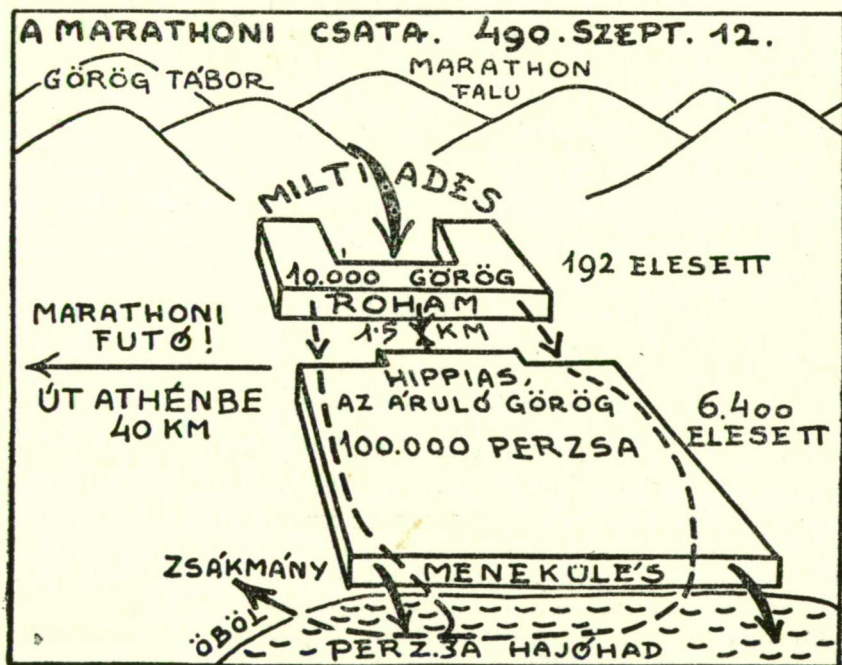 A MARATHONI CSATA. 490. SZEPT. 12.
GÖRÖG TÁBOR
MARATHON
FALU
MILTIADES
10.000 GÖRÖG
192 ELESETT
ROHAM
1.5 KM
MARATHONI
FUTÓ!
ÚT ATHÉNBE
40 KM
HIPPIAS,
AZ ÁRULÓ GÖRÖG
100.000 PERZSA
6.400
ELESETT
ZSÁKMÁNY
MENEKÜLÉS
ÖBÖL
PERZSA HAJÓHAD